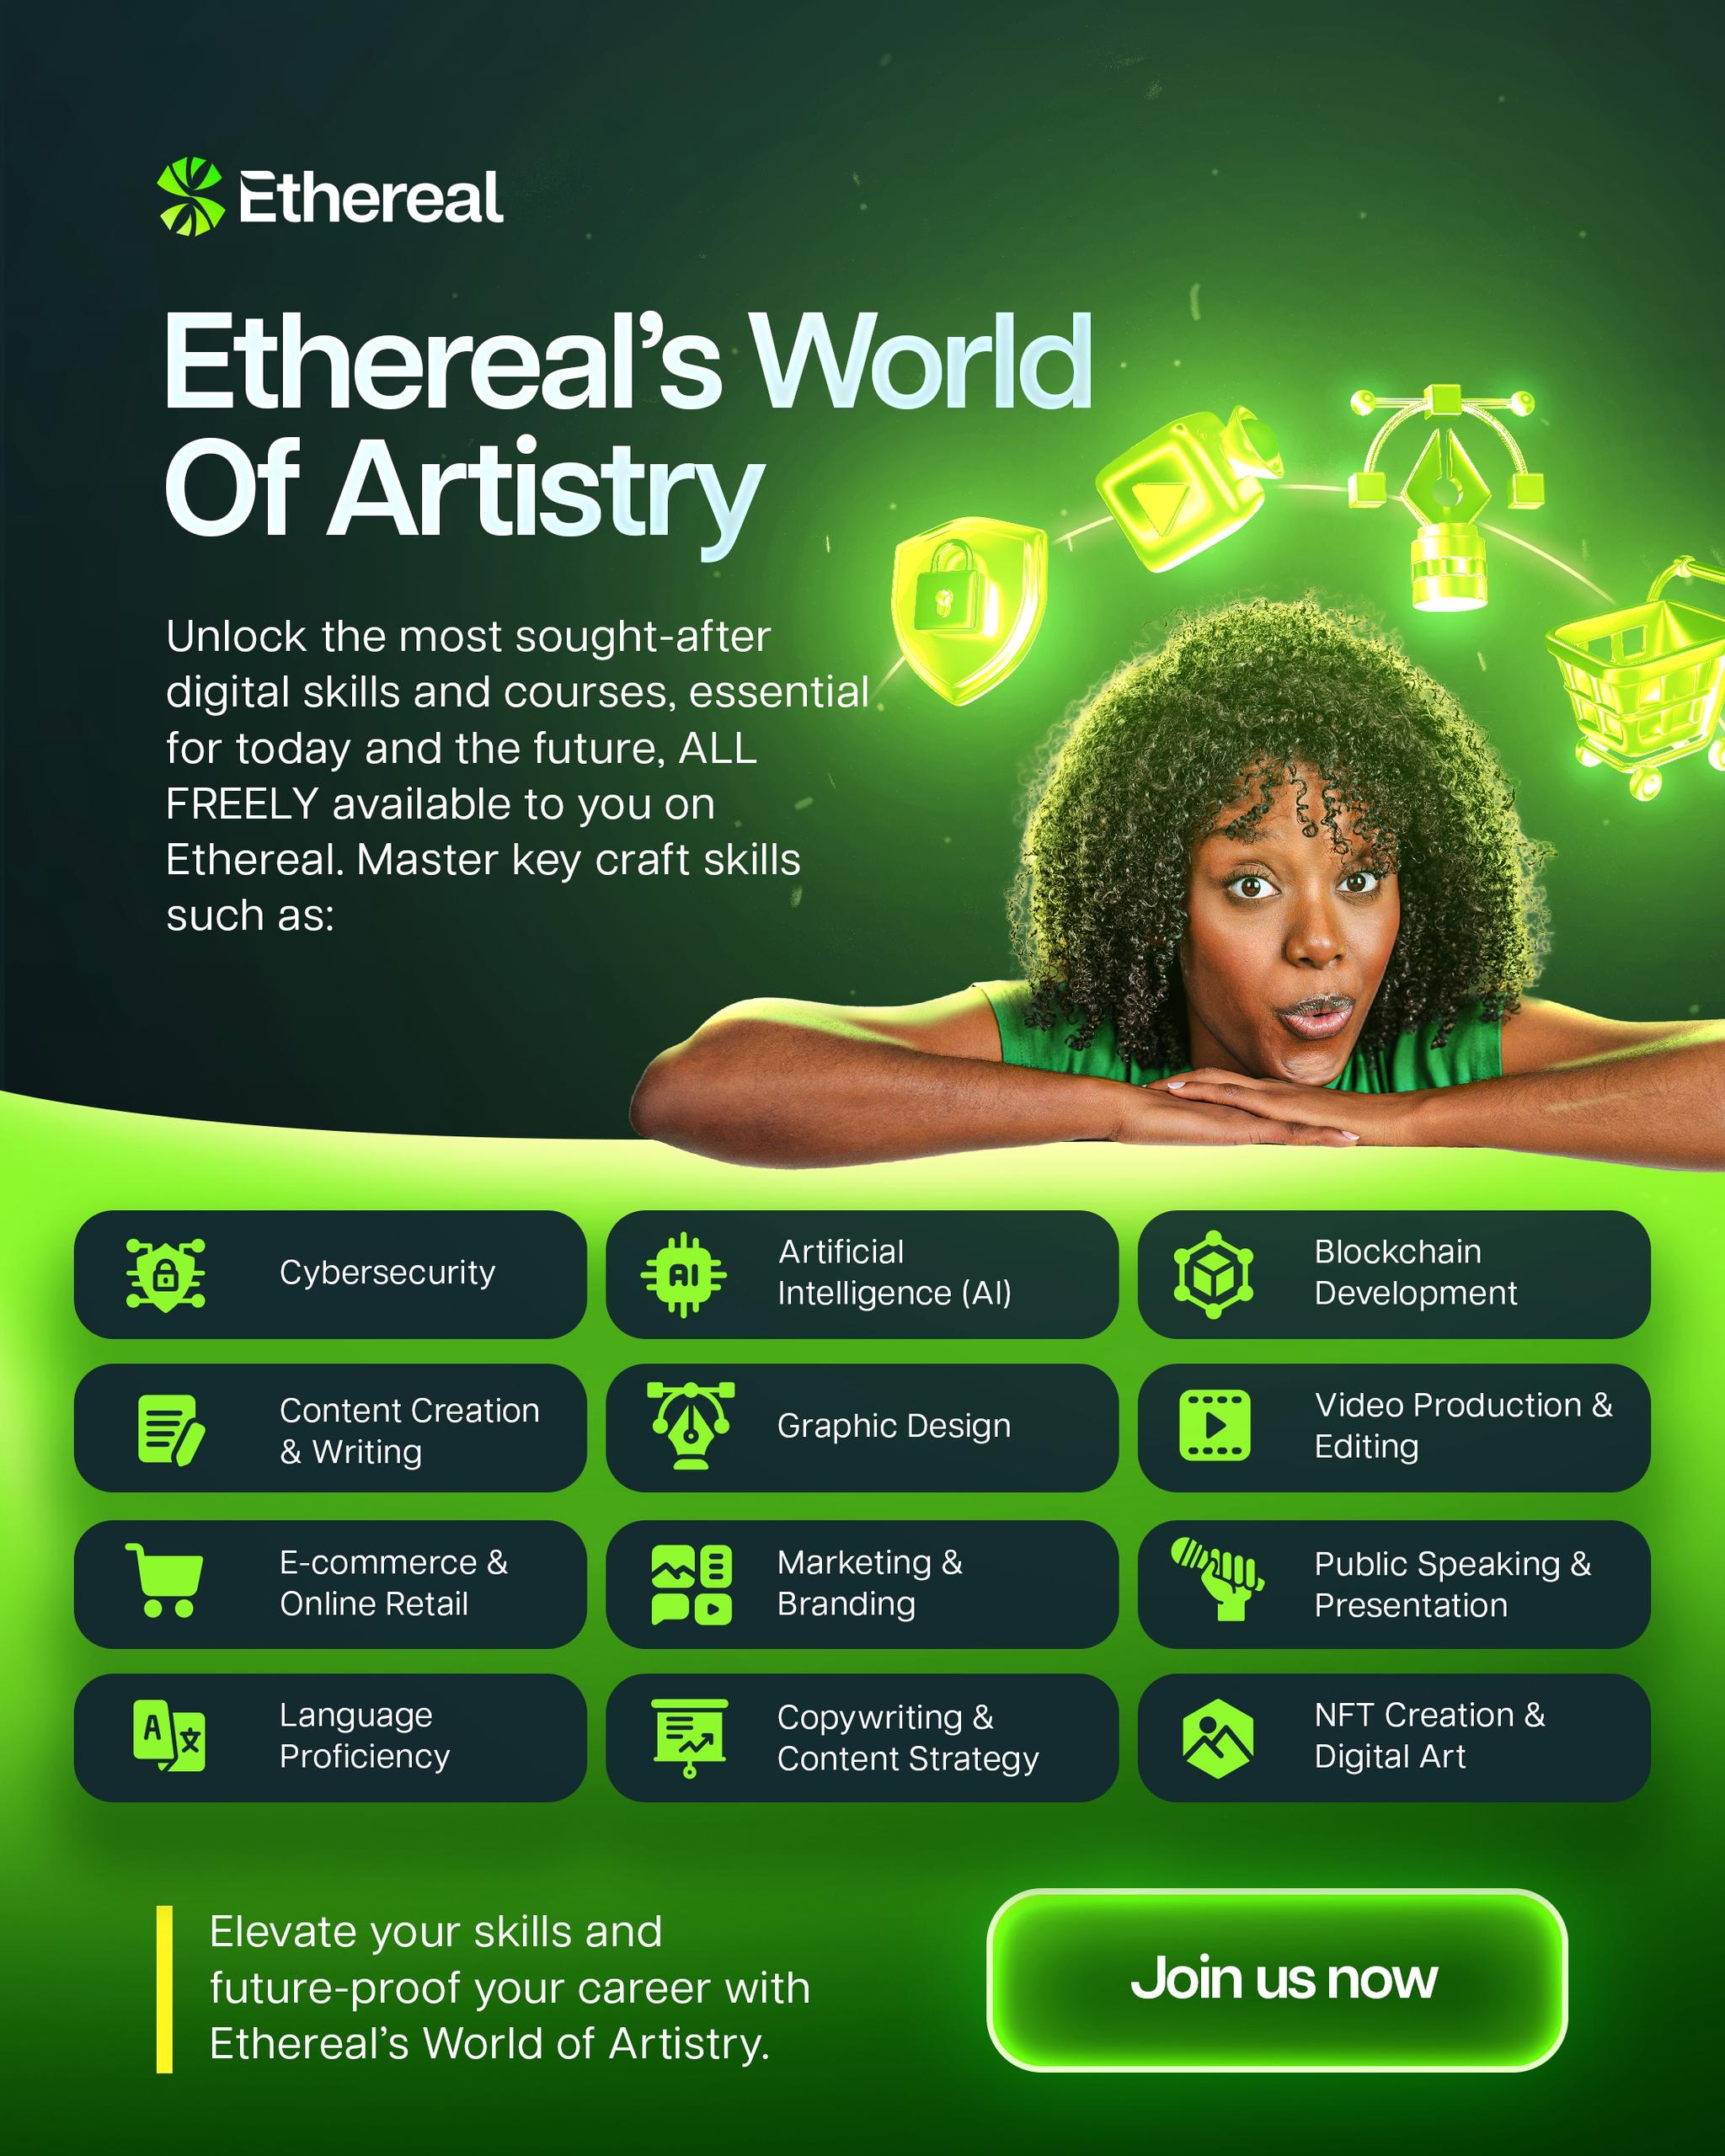 Ethereal
Ethereal’s World
Of Artistry
Unlock the most sought-after
digital skills and courses, essential
for today and the future, ALL
FREELY available to you on
Ethereal. Master key craft skills
such as:
Cybersecurity
Artificial
Intelligence (AI)
Blockchain
Development
Content Creation
& Writing
Graphic Design
Video Production &
Editing
E-commerce &
Online Retail
Marketing &
Branding
Public Speaking &
Presentation
Language
Proficiency
Copywriting &
Content Strategy
NFT Creation &
Digital Art
AI
A
文
Elevate your skills and
future-proof your career with
Ethereal’s World of Artistry.
Join us now